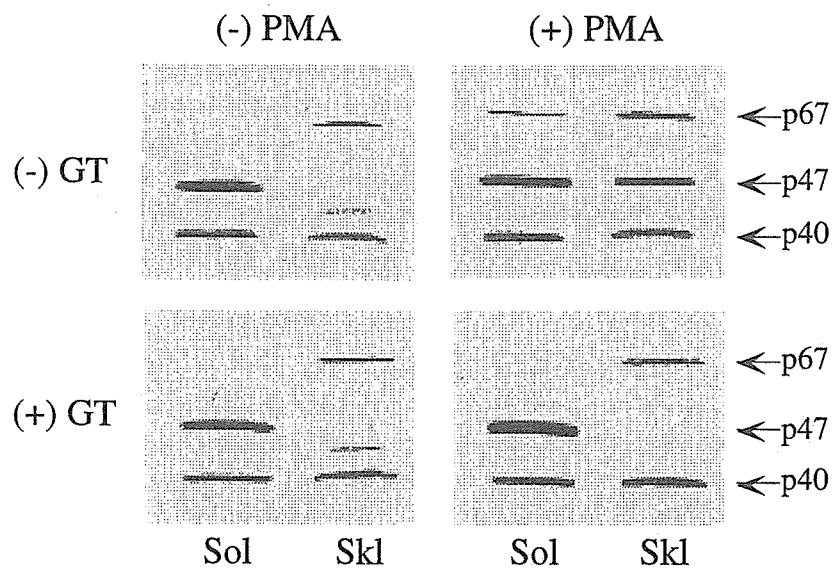 (-) PMA (+) PMA
(-) GT
←p67
←p47
←p40
(+) GT
←p67
←p47
←p40
Sol Skl Sol Skl